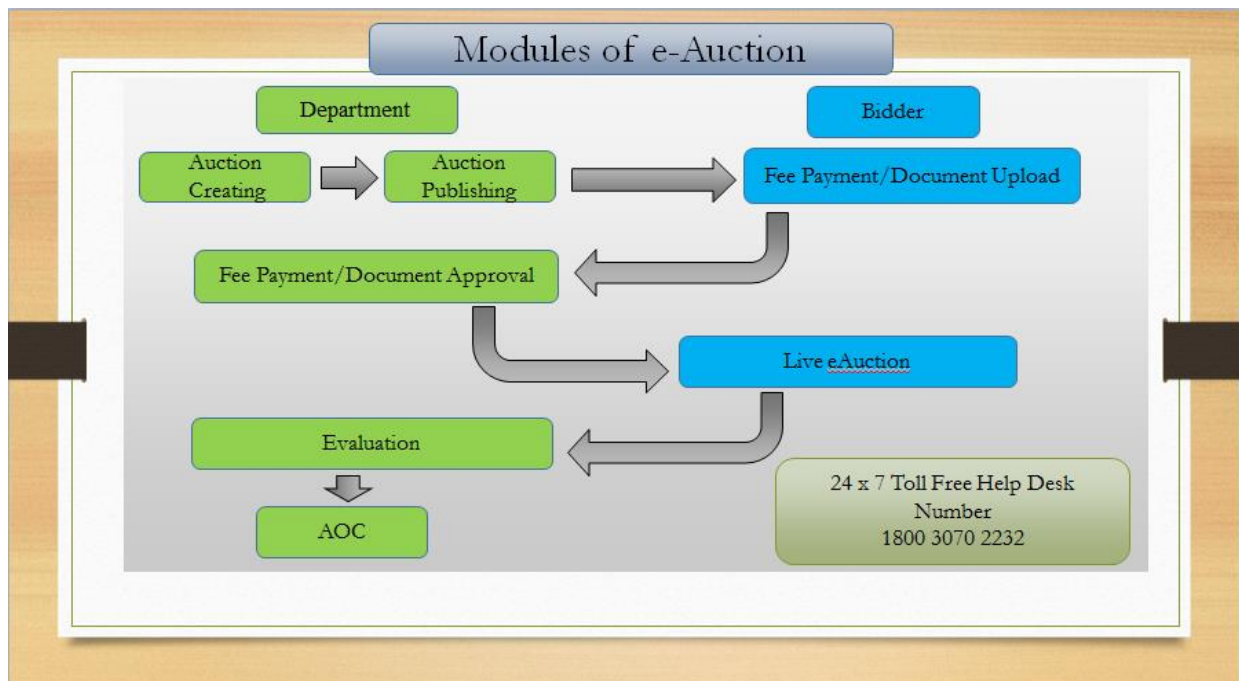 Modules of e-Auction
Department
Bidder
Auction
Creating
Auction
Publishing
Fee Payment/Document Upload
Fee Payment/Document Approval
Live eAuction
Evaluation
AOC
24 x 7 Toll Free Help Desk
Number
1800 3070 2232